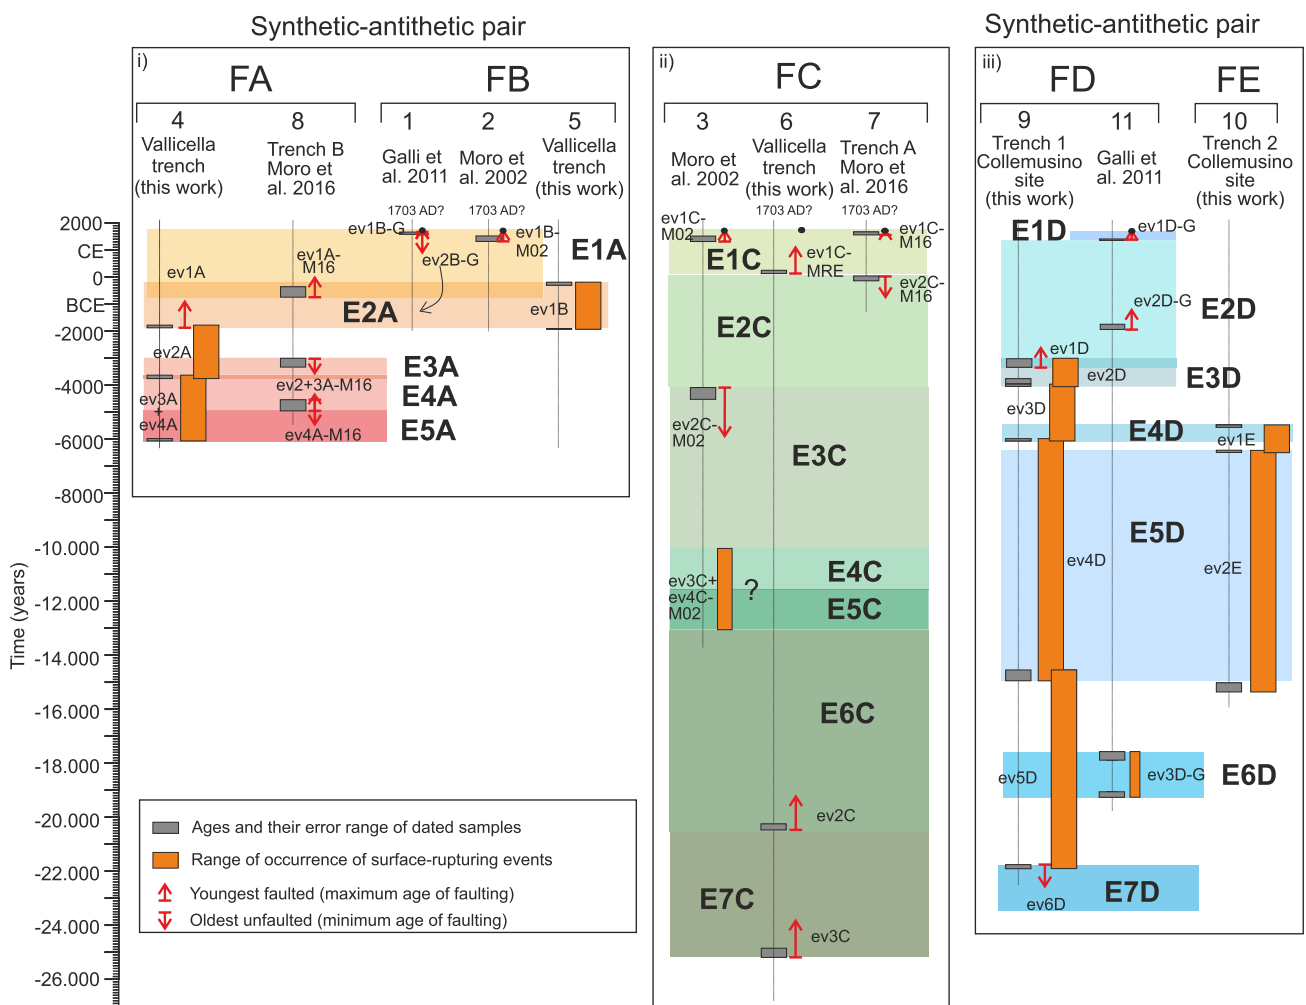 Synthetic-antithetic pair
Synthetic-antithetic pair
i)
FA
FB
4
8
1
2
5
Vallicella
trench
(this work)
Trench B
Moro et
al. 2016
Galli et
al. 2011
Moro et
al. 2002
Vallicella
trench
(this work)
1703 AD?
1703 AD?
ev1B-G
ev1B-
M02
E1A
ev2B-G
ev1A-
M16
ev1A
E2A
ev1B
ev2A
E3A
ev2+3A-M16
E4A
ev3A
+
ev4A
ev4A-M16
E5A
ii)
FC
3
6
7
Moro et
al. 2002
Vallicella
trench
(this work)
Trench A
Moro et
al. 2016
1703 AD?
1703 AD?
ev1C-
M02
ev1C-
M16
E1C
ev1C-
MRE
ev2C-
M16
E2C
ev2C-
M02
E3C
E4C
ev3C+
ev4C-
M02
?
E5C
E6C
ev2C
E7C
ev3C
iii)
FD
FE
9
11
10
Trench 1
Collemusino
site
(this work)
Galli et
al. 2011
Trench 2
Collemusino
site
(this work)
E1D
ev1D-G
ev2D-G
E2D
ev1D
ev2D
E3D
ev3D
E4D
ev1E
E5D
ev4D
ev2E
ev5D
ev3D-G
E6D
E7D
ev6D
Time (years)
2000
CE
0
BCE
-2000
-4000
-6000
-8000
-10.000
-12.000
-14.000
-16.000
-18.000
-20.000
-22.000
-24.000
-26.000
Ages and their error range of dated samples
Range of occurrence of surface-rupturing events
Youngest faulted (maximum age of faulting)
Oldest unfaulted (minimum age of faulting)